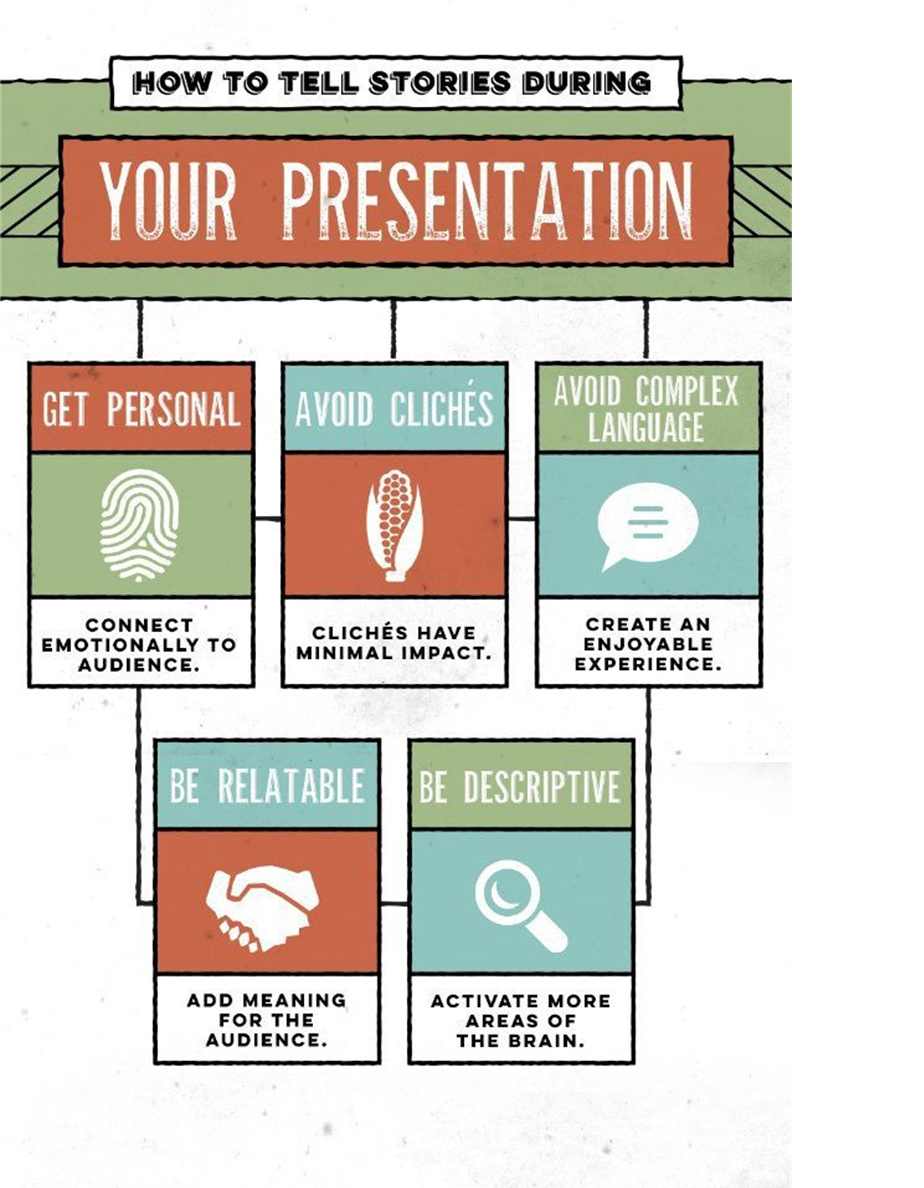 HOW TO TELL STORIES DURING
YOUR PRESENTATION
GET PERSONAL
CONNECT
EMOTIONALLY TO
AUDIENCE.
AVOID CLICHÉS
CLICHÉS HAVE
MINIMAL IMPACT.
AVOID COMPLEX
LANGUAGE
CREATE AN
ENJOYABLE
EXPERIENCE.
BE RELATABLE
ADD MEANING
FOR THE
AUDIENCE.
BE DESCRIPTIVE
ACTIVATE MORE
AREAS OF
THE BRAIN.